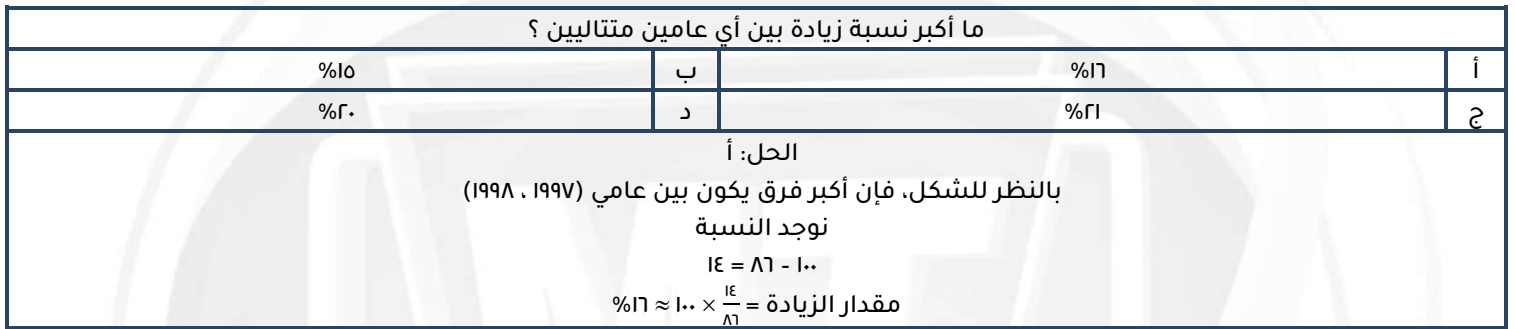 ما أكبر نسبة زيادة بين أي عامين متتاليين ؟
أ ١٦% ب ١٥%
ج ٢١% د ٢٠%
الحل: أ
بالنظر للشكل، فإن أكبر فرق يكون بين عامي (١٩٩٧ ، ١٩٩٨)
نوجد النسبة
١٠٠ - ٨٦ = ١٤
مقدار الزيادة = ١٤/٨٦ × ١٠٠ ≈ ١٦%